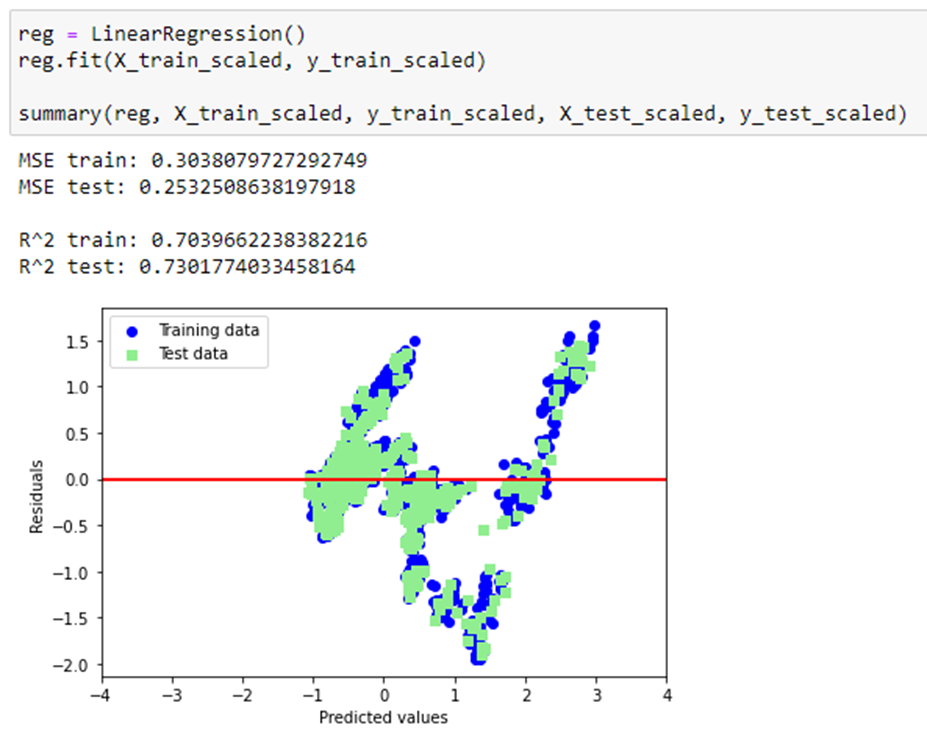 reg = LinearRegression()
reg.fit(X_train_scaled, y_train_scaled)
summary(reg, X_train_scaled, y_train_scaled, X_test_scaled, y_test_scaled)
MSE train: 0.3038079727292749
MSE test: 0.2532508638197918
R^2 train: 0.7039662238382216
R^2 test: 0.7301774033458164
Training data
Test data
1.5
1.0
0.5
0.0
−0.5
−1.0
−1.5
−2.0
Residuals
−4 −3 −2 −1 0 1 2 3 4
Predicted values